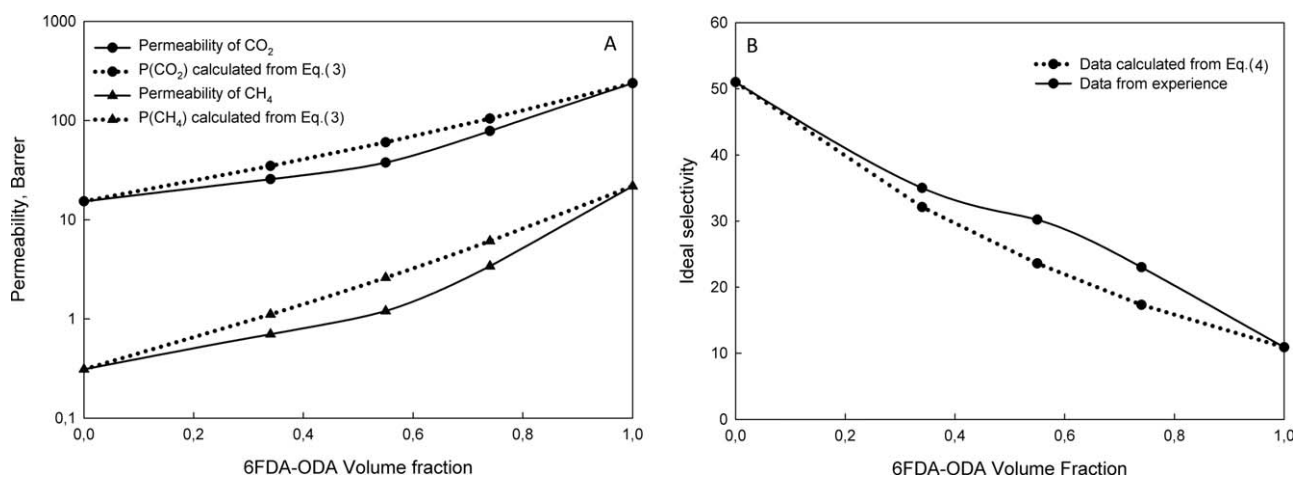 A
Permeability of CO₂
P(CO₂) calculated from Eq.(3)
Permeability of CH₄
P(CH₄) calculated from Eq.(3)
1000
100
10
1
0,1
Permeability, Barrer
0,0 0,2 0,4 0,6 0,8 1,0
6FDA-ODA Volume fraction
B
Data calculated from Eq.(4)
Data from experience
60
50
40
30
20
10
0
Ideal selectivity
0,0 0,2 0,4 0,6 0,8 1,0
6FDA-ODA Volume Fraction